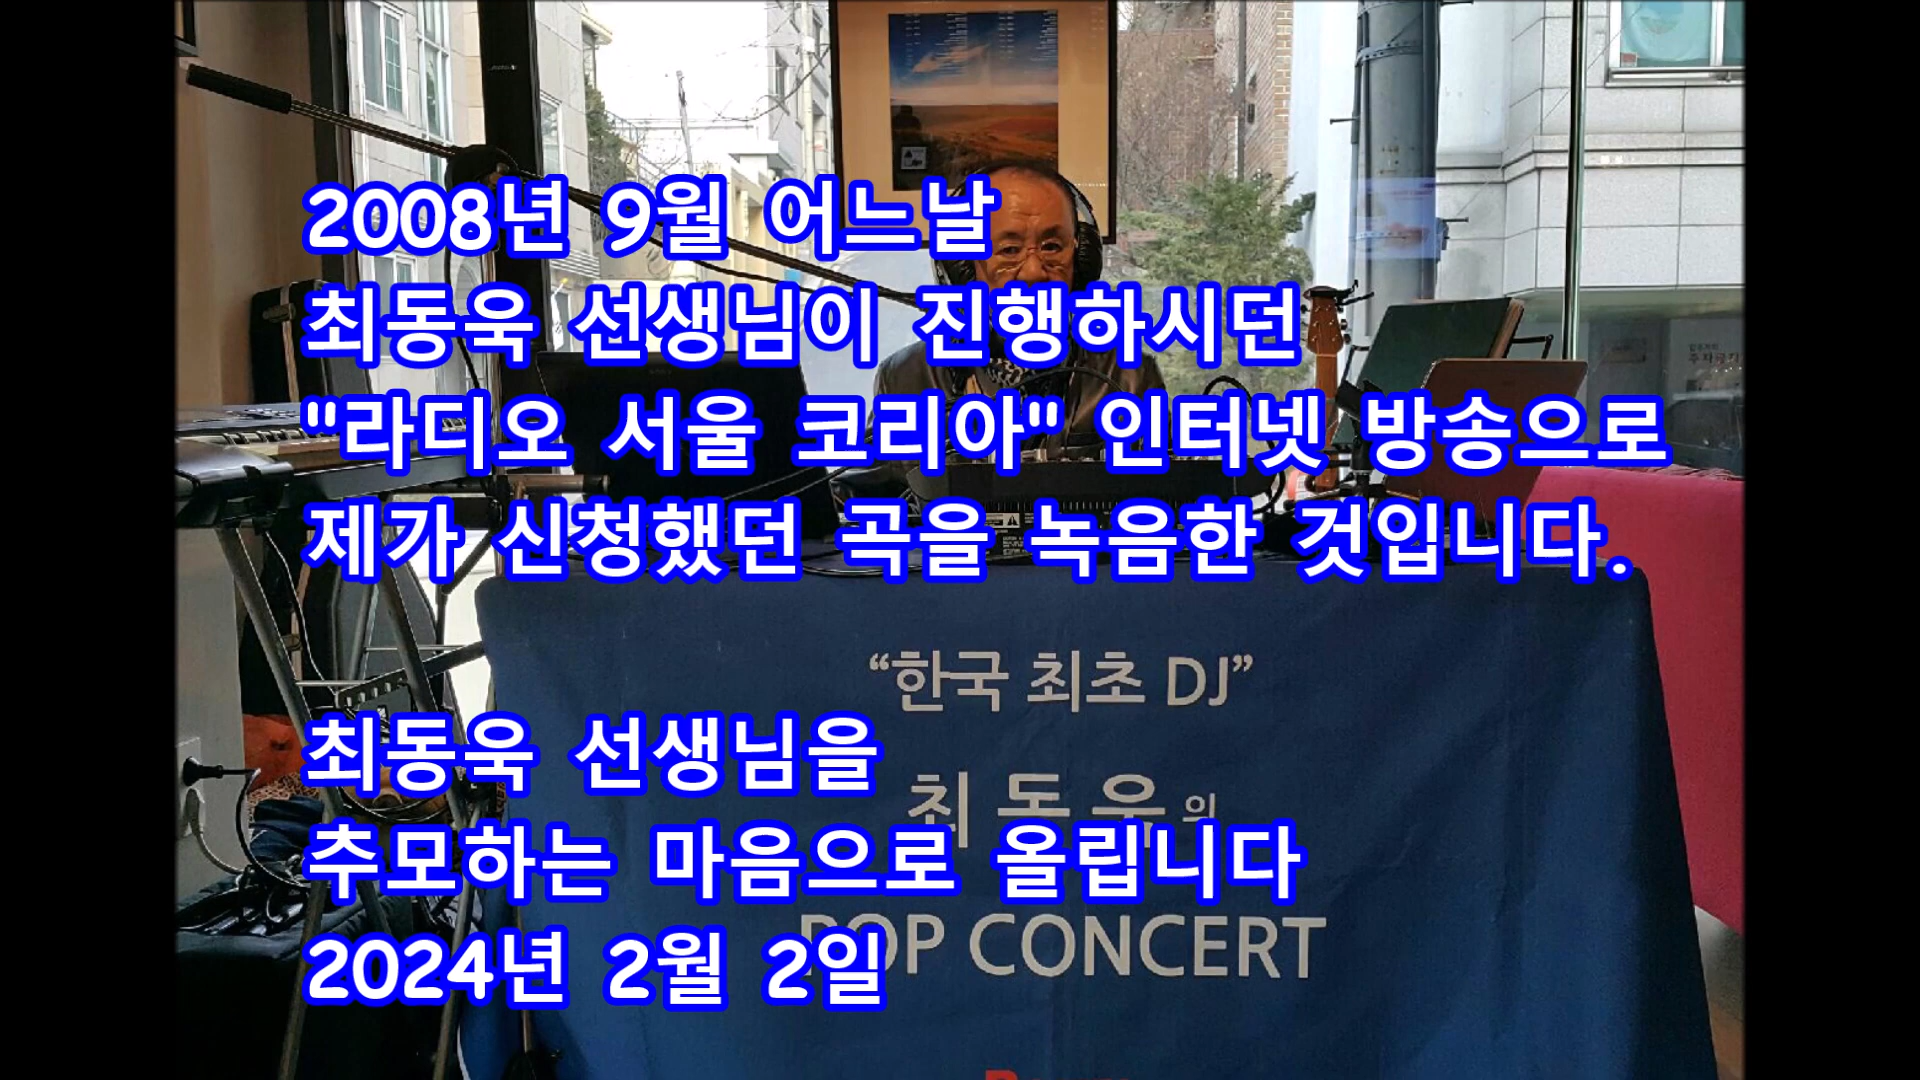 2008년 9월 어느날
최동욱 선생님이 진행하시던
"라디오 서울 코리아" 인터넷 방송으로
제가 신청했던 곡을 녹음한 것입니다.
“한국 최초 DJ”
최동욱 선생님을
최동욱의
추모하는 마음으로 올립니다
POP CONCERT
2024년 2월 2일